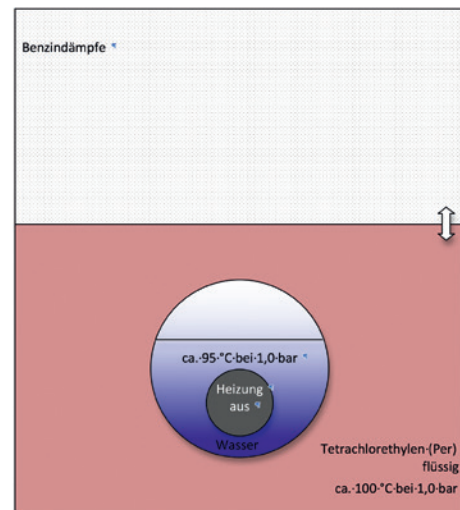 Benzindämpfe
ca.·95·°C·bei·1,0·bar
Heizung
aus
Wasser
Tetrachlorethylen·(Per)
flüssig
ca.·100·°C·bei·1,0·bar